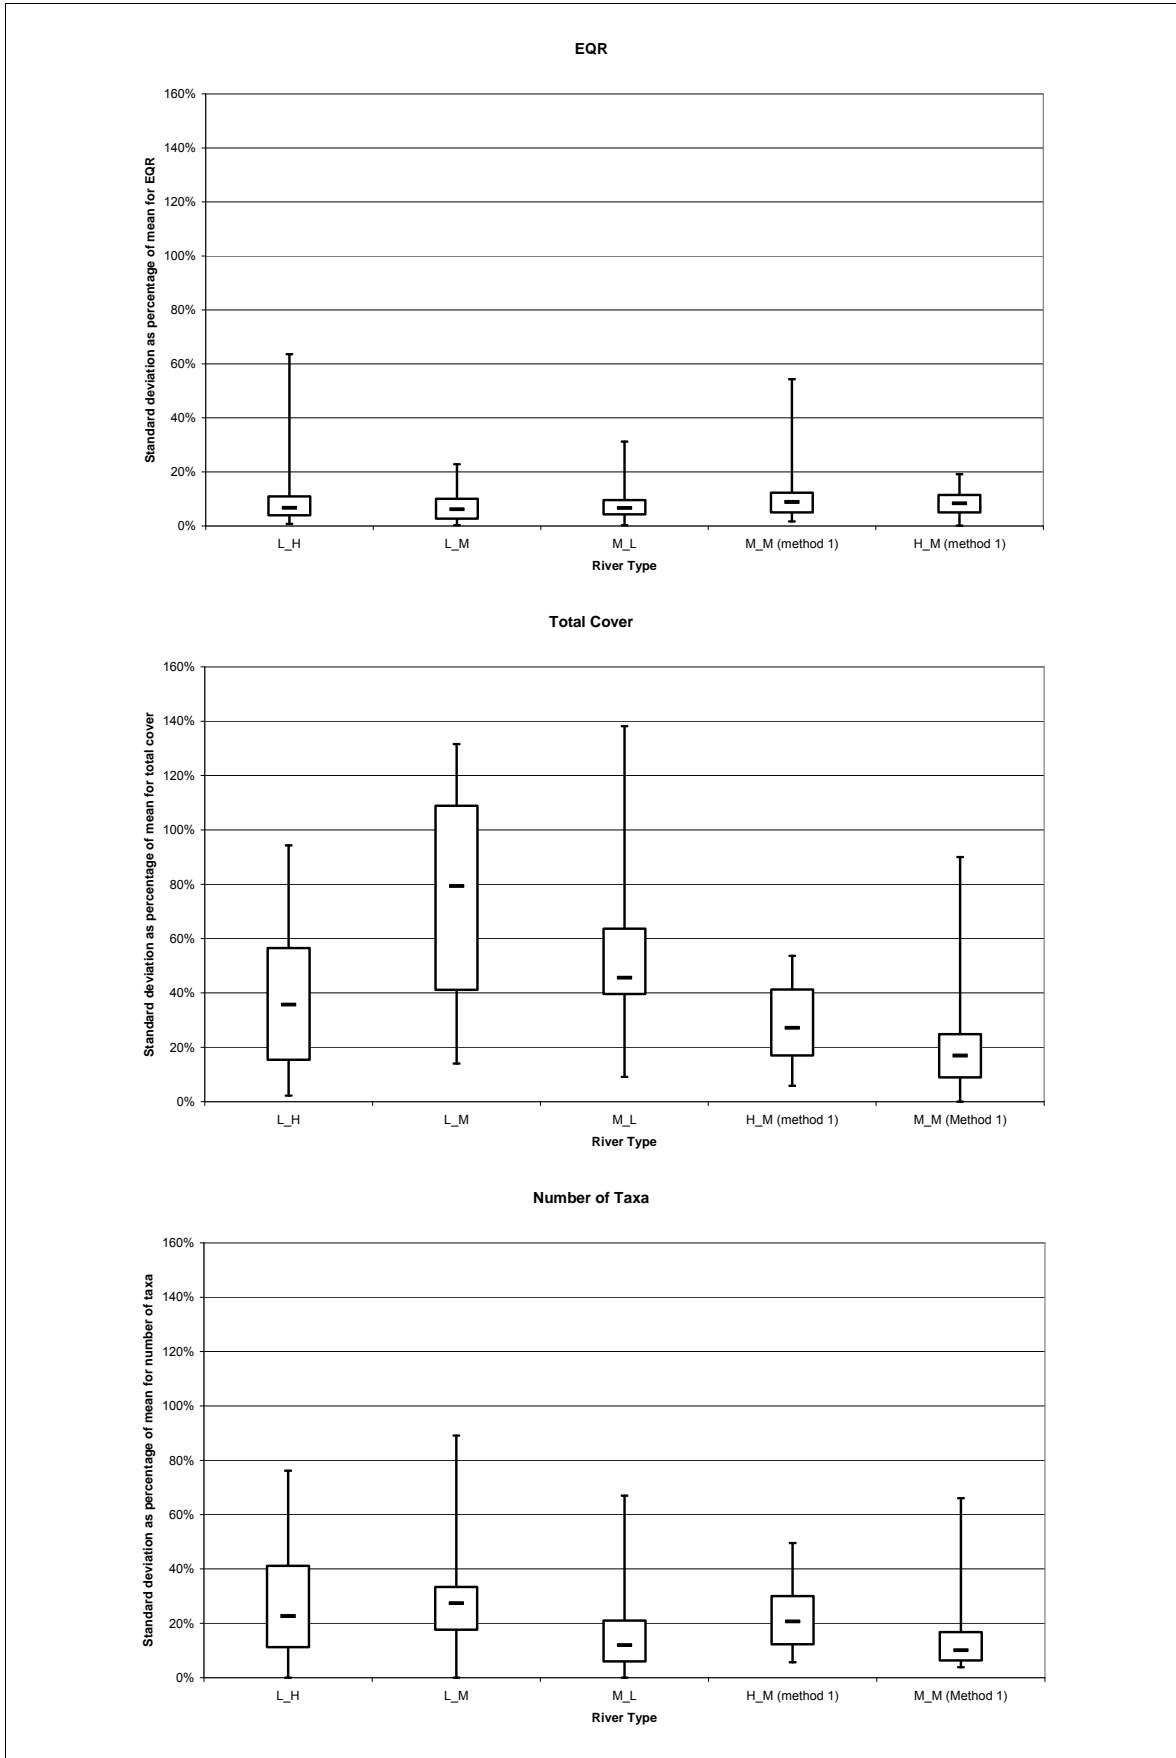 EQR
Standard deviation as percentage of mean for EQR
160%
140%
120%
100%
80%
60%
40%
20%
0%
L_H L_M M_L M_M (method 1) H_M (method 1)
River Type
Total Cover
Standard deviation as percentage of mean for total cover
160%
140%
120%
100%
80%
60%
40%
20%
0%
L_H L_M M_L H_M (method 1) M_M (Method 1)
River Type
Number of Taxa
Standard deviation as percentage of mean for number of taxa
160%
140%
120%
100%
80%
60%
40%
20%
0%
L_H L_M M_L H_M (method 1) M_M (Method 1)
River Type